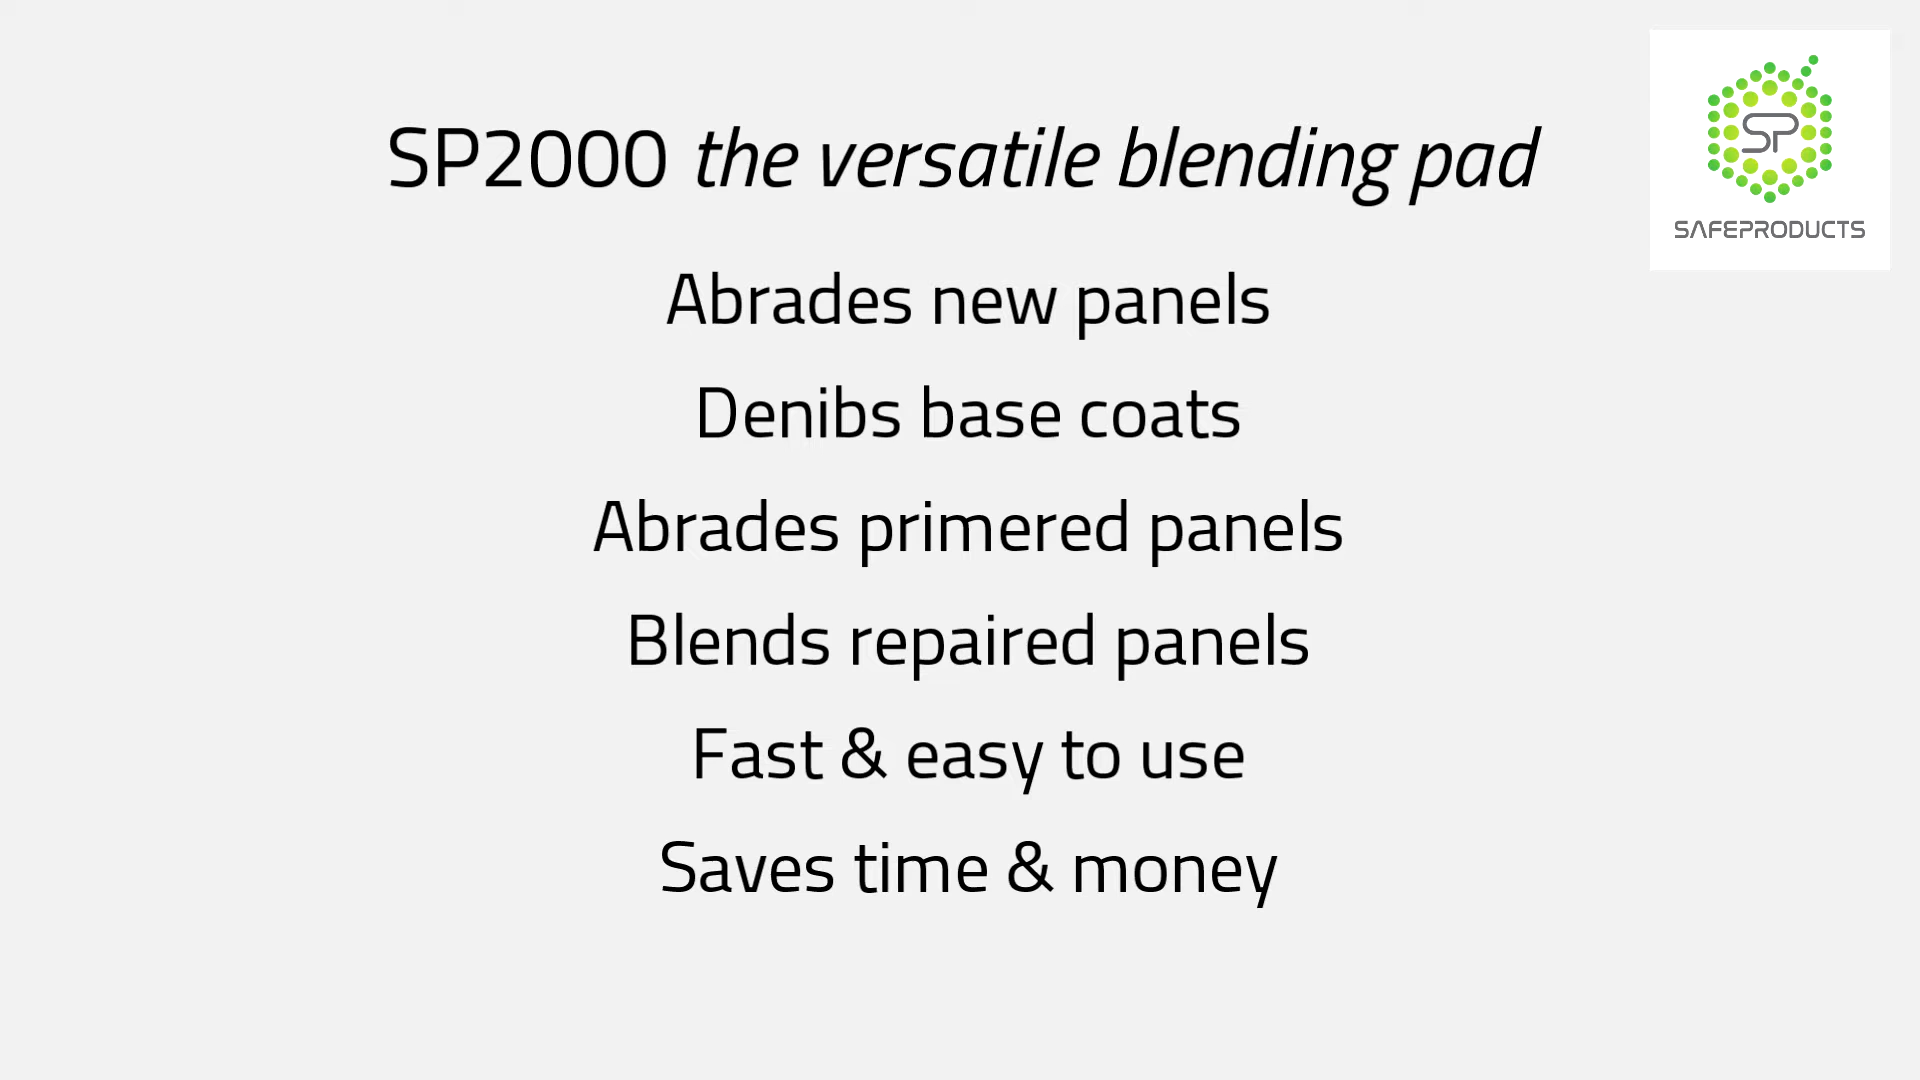 SP2000 the versatile blending pad
SP
SAFEPRODUCTS
Abrades new panels
Denibs base coats
Abrades primered panels
Blends repaired panels
Fast & easy to use
Saves time & money